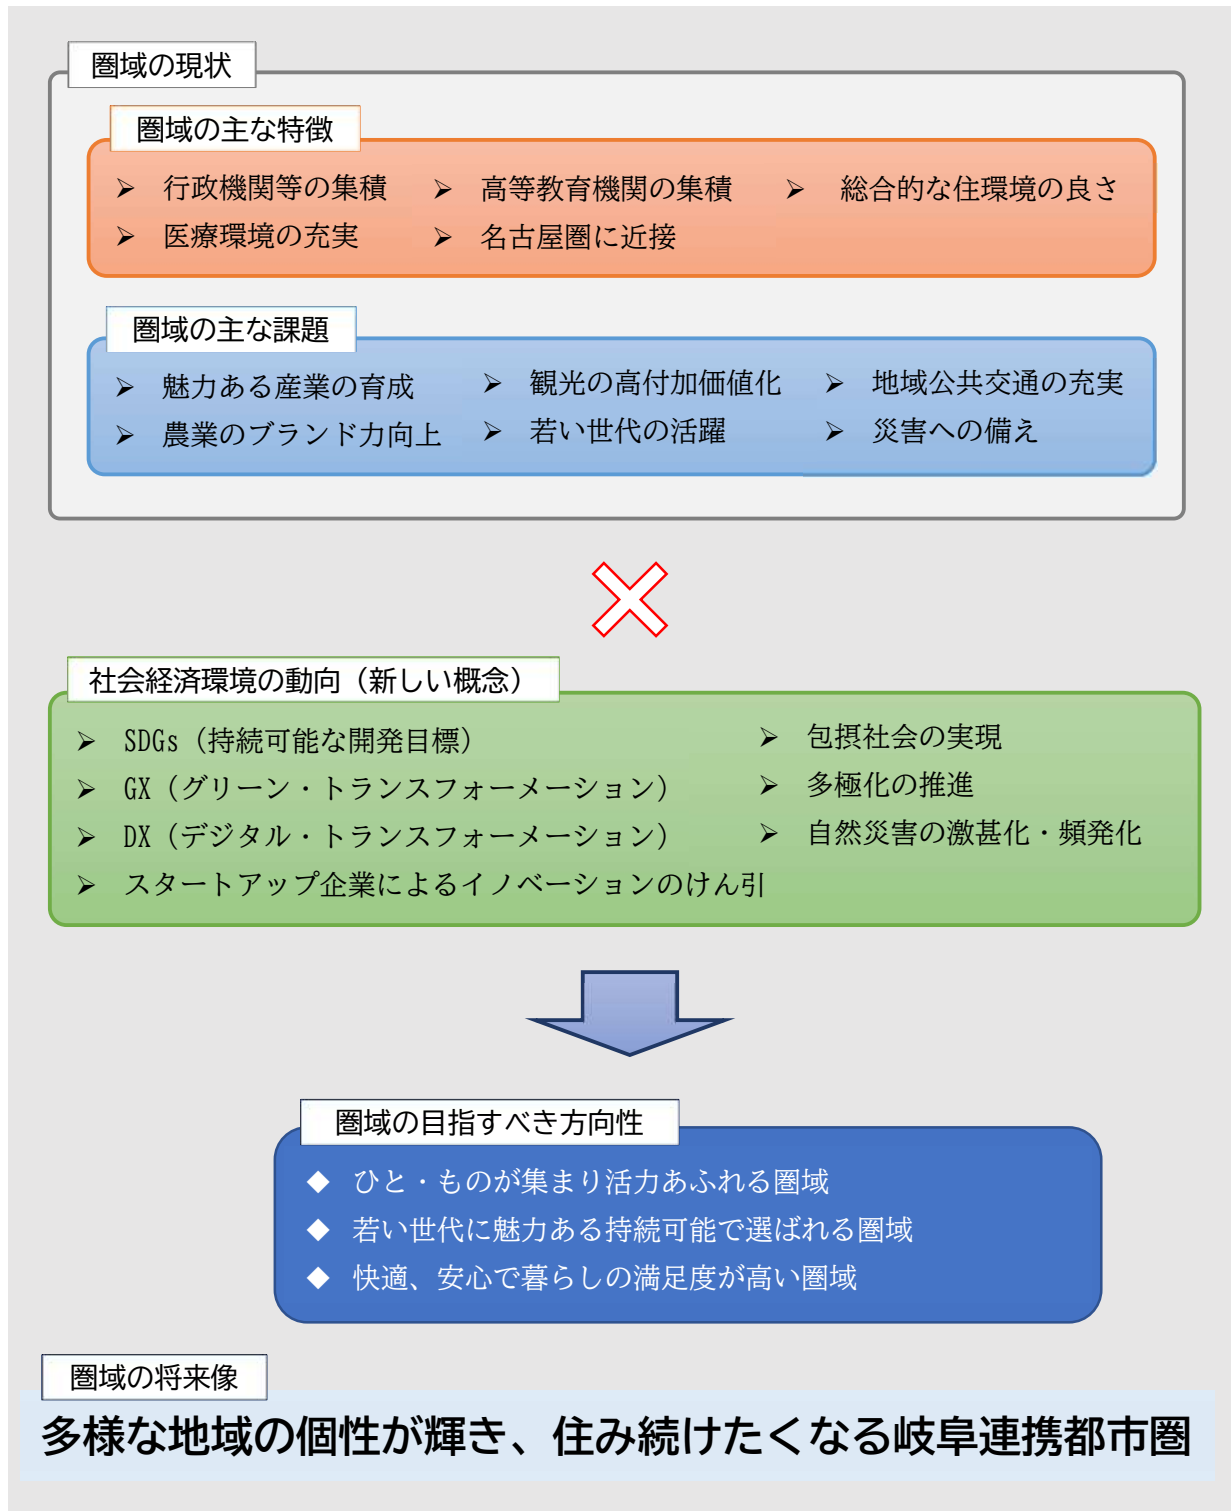 圏域の現状
圏域の主な特徴
➢ 行政機関等の集積 ➢ 高等教育機関の集積 ➢ 総合的な住環境の良さ
➢ 医療環境の充実 ➢ 名古屋圏に近接
圏域の主な課題
➢ 魅力ある産業の育成 ➢ 観光の高付加価値化 ➢ 地域公共交通の充実
➢ 農業のブランド力向上 ➢ 若い世代の活躍 ➢ 災害への備え
社会経済環境の動向（新しい概念）
➢ SDGs（持続可能な開発目標） ➢ 包摂社会の実現
➢ GX（グリーン・トランスフォーメーション） ➢ 多極化の推進
➢ DX（デジタル・トランスフォーメーション） ➢ 自然災害の激甚化・頻発化
➢ スタートアップ企業によるイノベーションのけん引
圏域の目指すべき方向性
◆ ひと・ものが集まり活力あふれる圏域
◆ 若い世代に魅力ある持続可能で選ばれる圏域
◆ 快適、安心で暮らしの満足度が高い圏域
圏域の将来像
多様な地域の個性が輝き、住み続けたくなる岐阜連携都市圏